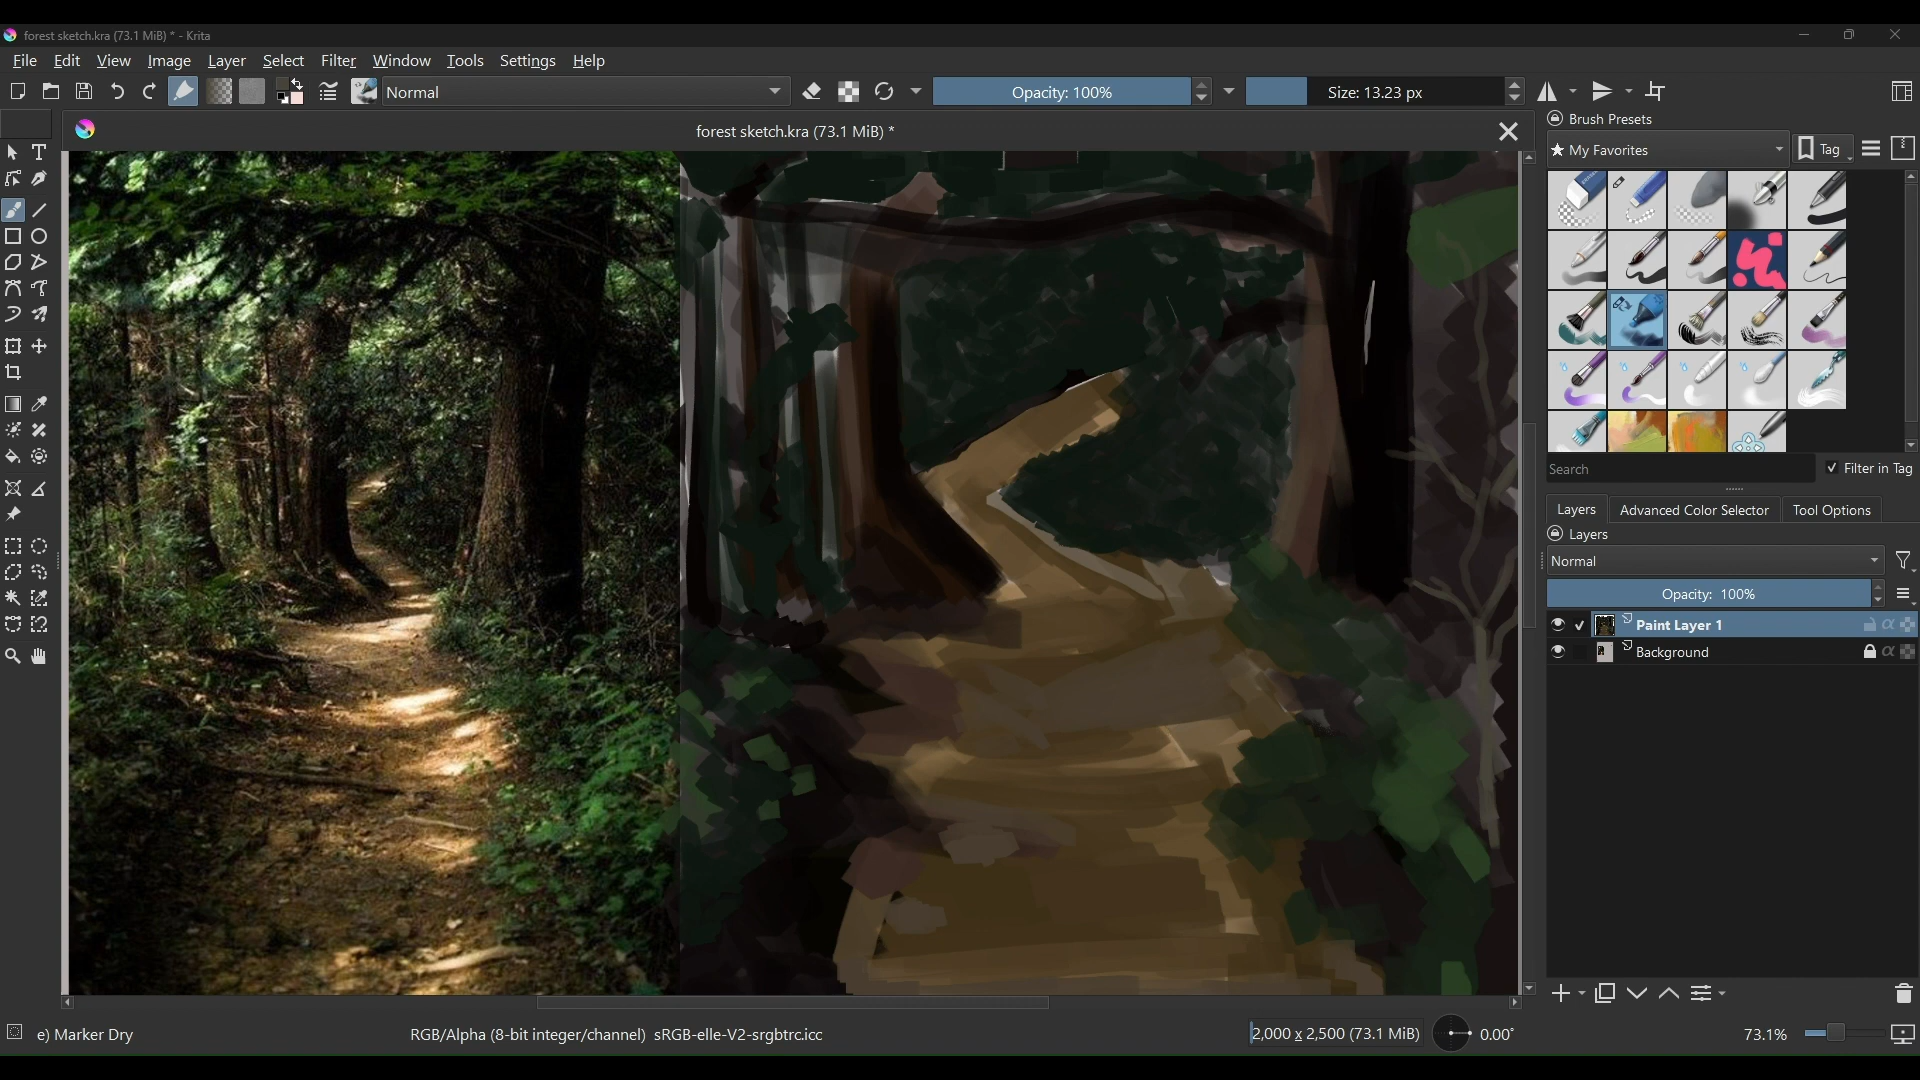 forest sketch.kra (73.1 MiB) * - Krita
File Edit View Image Layer Select Filter Window Tools Settings Help
Normal Opacity: 100% Size: 13.23 px
forest sketch.kra (73.1 MiB) *
Brush Presets
My Favorites Tag
Search Filter in Tag
Layers Advanced Color Selector Tool Options
Layers
Normal
Opacity: 100%
Paint Layer 1
Background
e) Marker Dry RGB/Alpha (8-bit integer/channel) sRGB-elle-V2-srgbtrc.icc 2,000 x 2,500 (73.1 MiB) 0.00° 73.1%